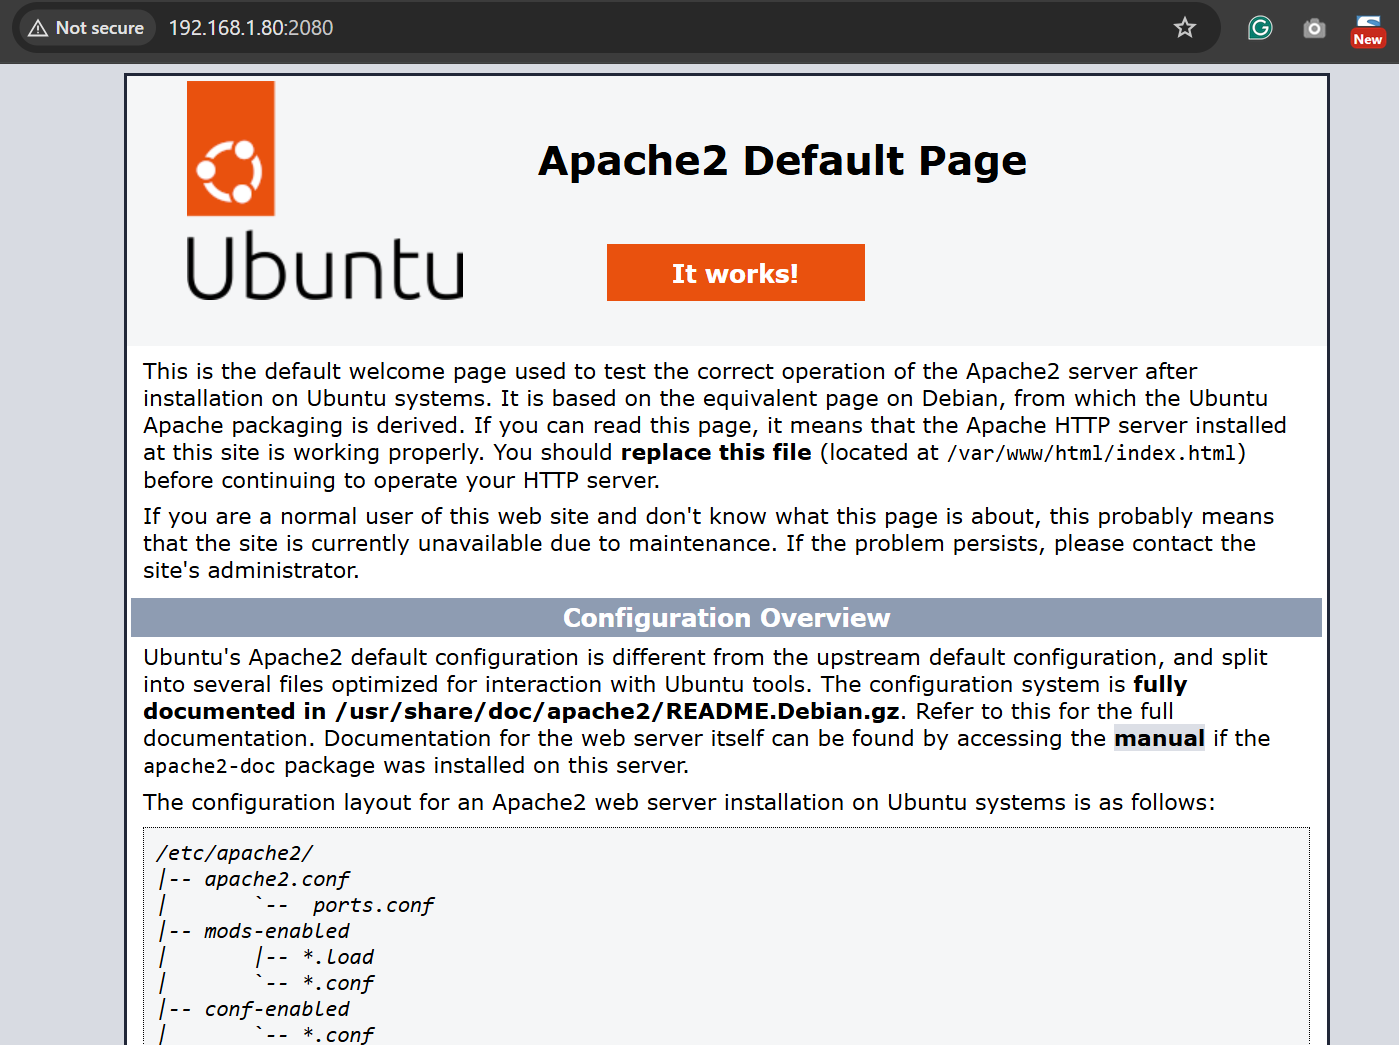 Not secure 192.168.1.80:2080
New
Apache2 Default Page
Ubuntu
It works!
This is the default welcome page used to test the correct operation of the Apache2 server after
installation on Ubuntu systems. It is based on the equivalent page on Debian, from which the Ubuntu
Apache packaging is derived. If you can read this page, it means that the Apache HTTP server installed
at this site is working properly. You should replace this file (located at /var/www/html/index.html)
before continuing to operate your HTTP server.
If you are a normal user of this web site and don't know what this page is about, this probably means
that the site is currently unavailable due to maintenance. If the problem persists, please contact the
site's administrator.
Configuration Overview
Ubuntu's Apache2 default configuration is different from the upstream default configuration, and split
into several files optimized for interaction with Ubuntu tools. The configuration system is fully
documented in /usr/share/doc/apache2/README.Debian.gz. Refer to this for the full
documentation. Documentation for the web server itself can be found by accessing the manual if the
apache2-doc package was installed on this server.
The configuration layout for an Apache2 web server installation on Ubuntu systems is as follows:
/etc/apache2/
|-- apache2.conf
|       `--  ports.conf
|-- mods-enabled
|       |-- *.load
|       `-- *.conf
|-- conf-enabled
|       `-- *.conf